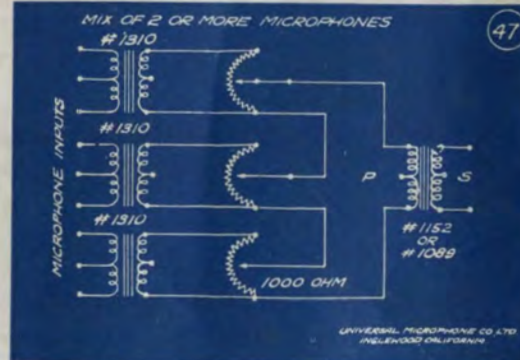 MIX OF 2 OR MORE MICROPHONES
47
#1310
#1310
#1310
MICROPHONE INPUTS
P
S
#1152
OR
#1089
1000 OHM
UNIVERSAL MICROPHONE CO, LTD.
INGLEWOOD CALIFORNIA